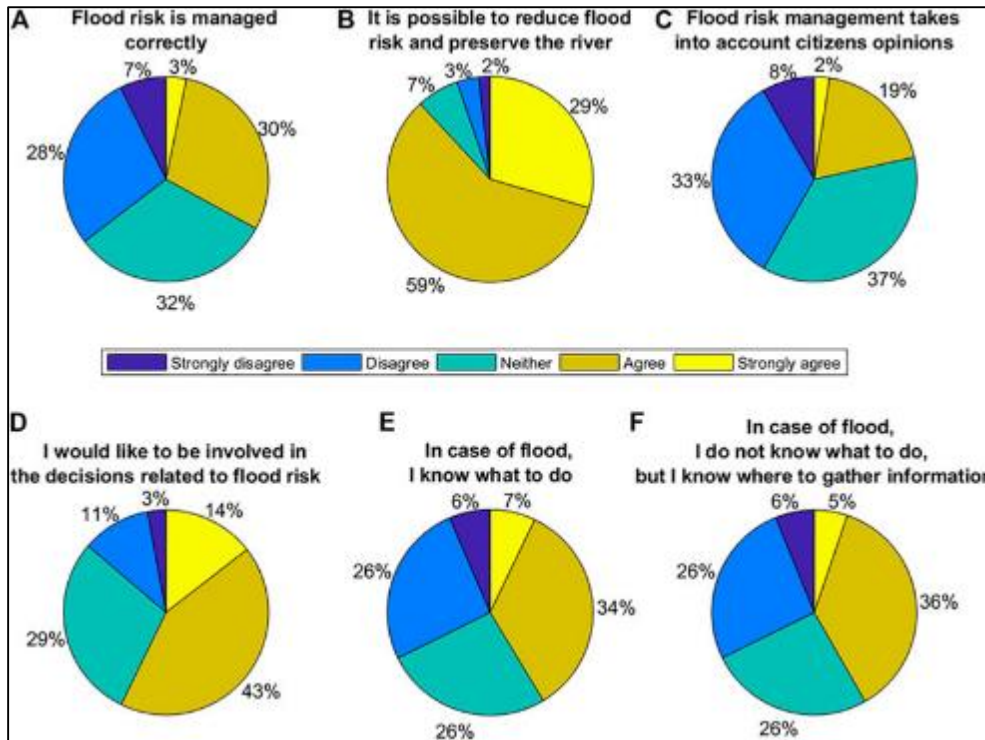 A
Flood risk is managed
correctly
7%
3%
30%
28%
32%
B
It is possible to reduce flood
risk and preserve the river
7%
3%
2%
29%
59%
C
Flood risk management takes
into account citizens opinions
8%
2%
19%
33%
37%
Strongly disagree
Disagree
Neither
Agree
Strongly agree
D
I would like to be involved in
the decisions related to flood risk
11%
3%
14%
29%
43%
E
In case of flood,
I know what to do
6%
7%
26%
34%
26%
F
In case of flood,
I do not know what to do,
but I know where to gather information
6%
5%
26%
36%
26%